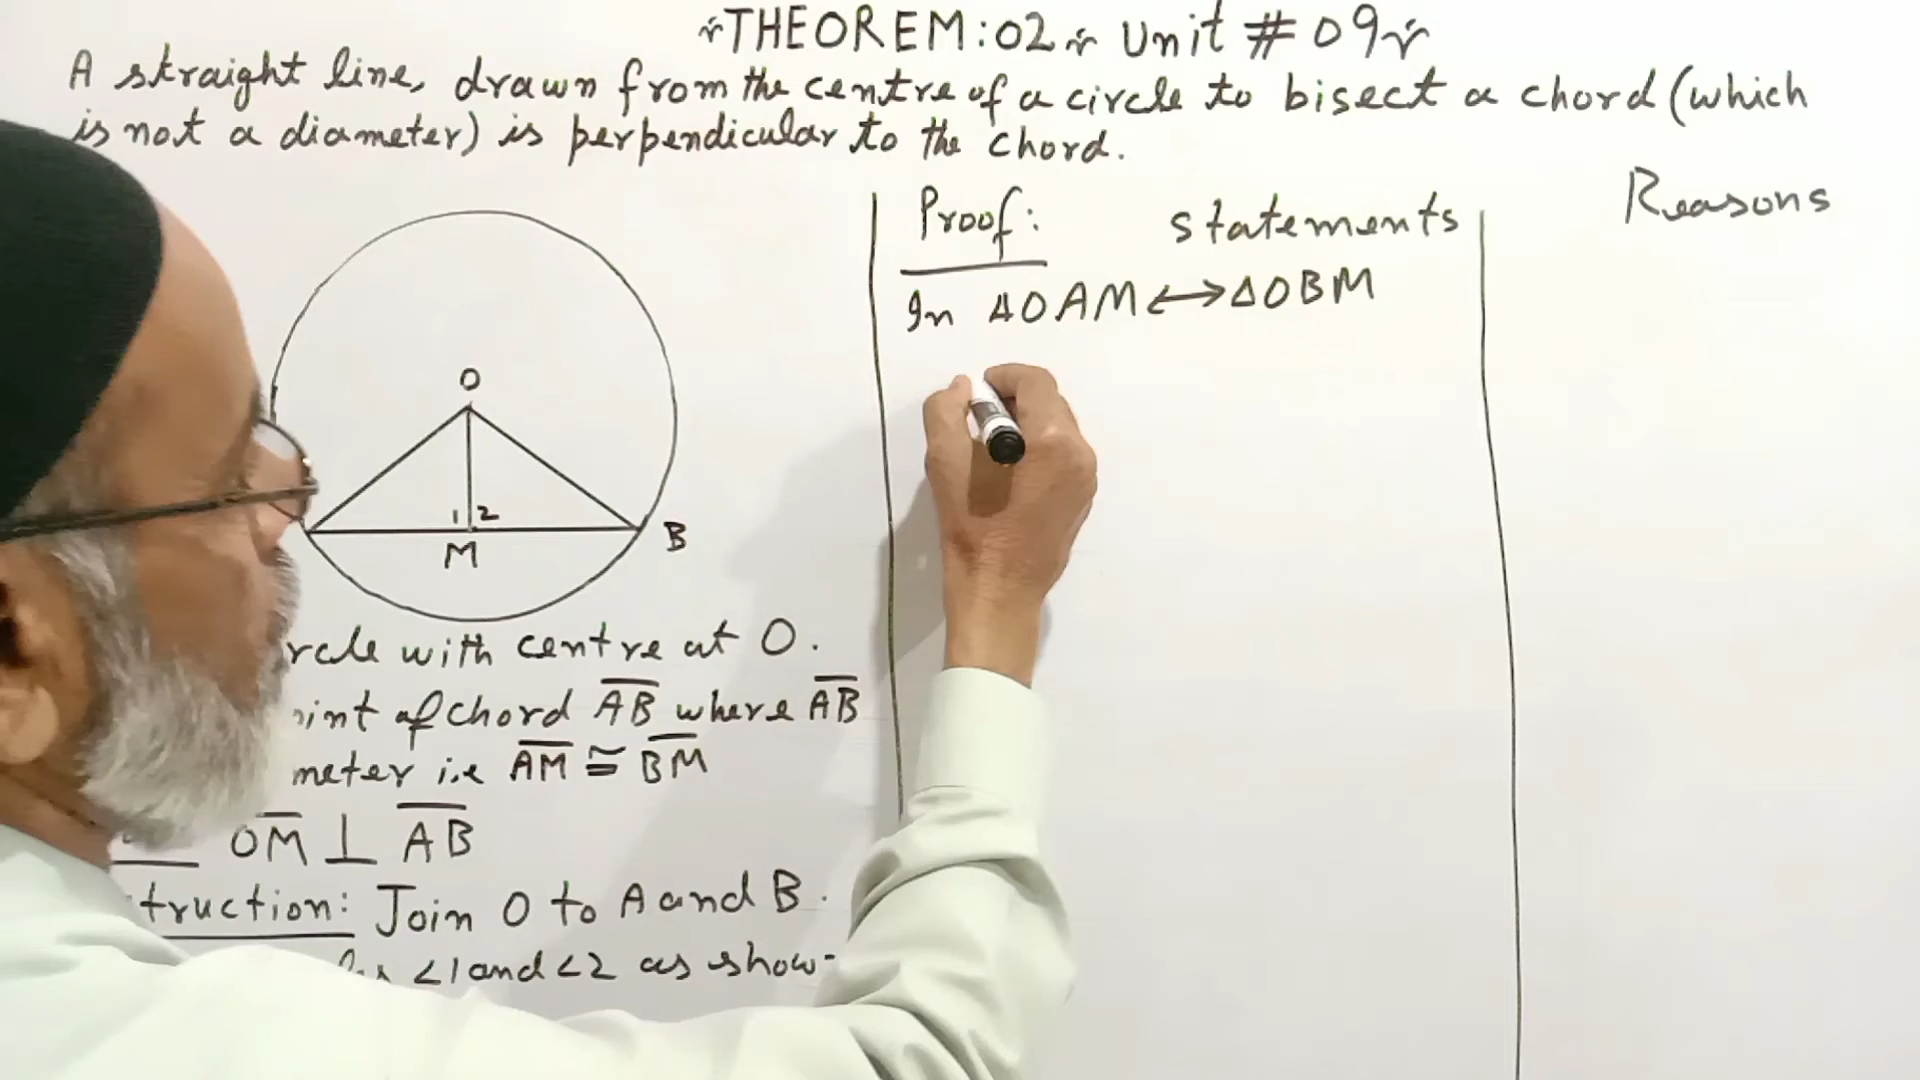 THEOREM:02 Unit # 09
A straight line, drawn from the centre of a circle to bisect a chord (which
is not a diameter) is perpendicular to the chord.
Proof: Statements
Reasons
In ΔOAM ↔ ΔOBM
O
1 2
M
B
rcle with centre at O.
int of chord AB where AB
meter i.e AM ≅ BM
OM ⊥ AB
truction: Join O to A and B.
<1 and <2 as show-